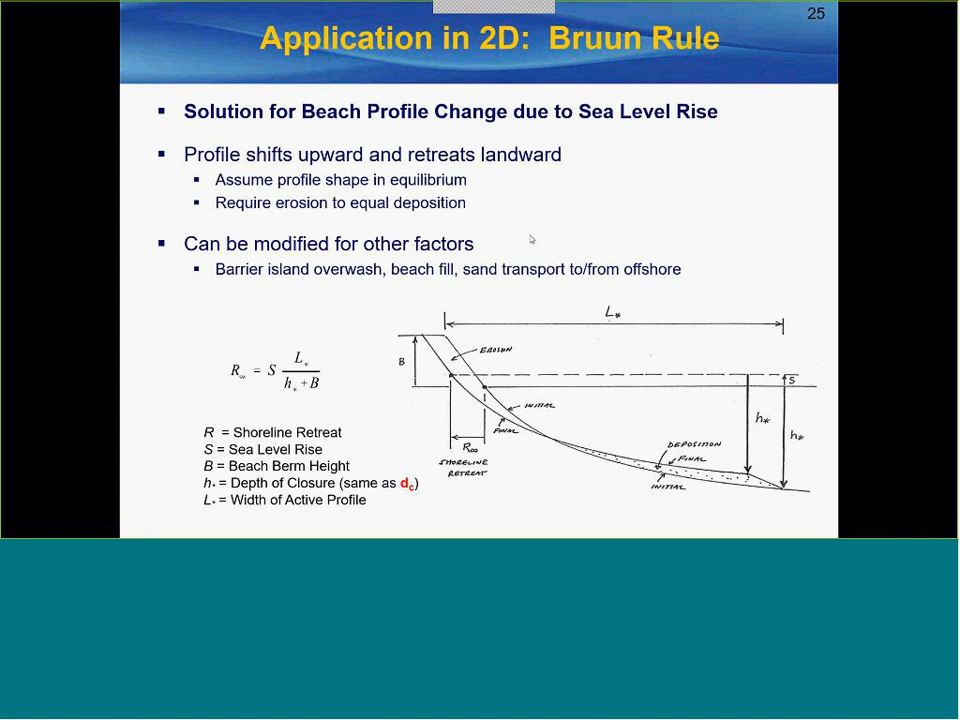 25
Application in 2D: Bruun Rule
▪ Solution for Beach Profile Change due to Sea Level Rise
▪ Profile shifts upward and retreats landward
▪ Assume profile shape in equilibrium
▪ Require erosion to equal deposition
▪ Can be modified for other factors
▪ Barrier island overwash, beach fill, sand transport to/from offshore
R∞ = S L* / (h* + B)
R = Shoreline Retreat
S = Sea Level Rise
B = Beach Berm Height
h* = Depth of Closure (same as dc)
L* = Width of Active Profile
L*
B
EROSION
S
INITIAL
h*
h*
FINAL
R∞
SHORELINE
RETREAT
DEPOSITION
FINAL
INITIAL